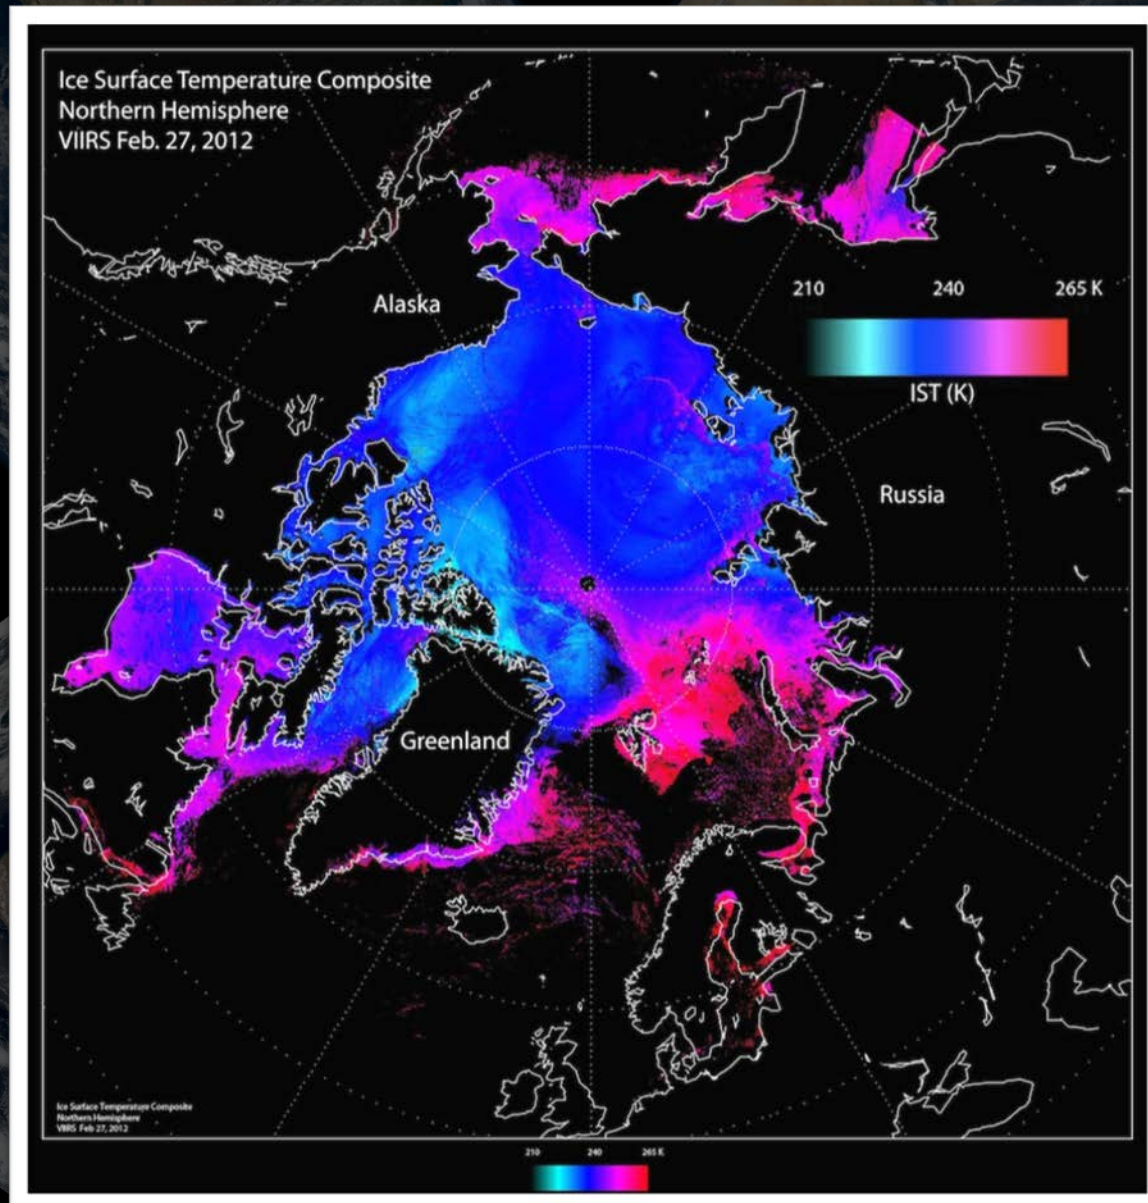 Ice Surface Temperature Composite
Northern Hemisphere
VIIRS Feb. 27, 2012
Alaska
210 240 265 K
IST (K)
Russia
Greenland
Ice Surface Temperature Composite
Northern Hemisphere
VIIRS Feb 27, 2012
210 240 265 K